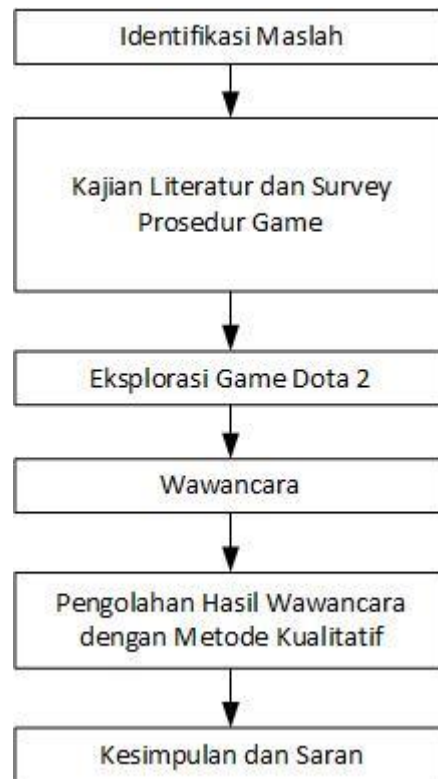 Identifikasi Maslah
Kajian Literatur dan Survey
Prosedur Game
Eksplorasi Game Dota 2
Wawancara
Pengolahan Hasil Wawancara
dengan Metode Kualitatif
Kesimpulan dan Saran